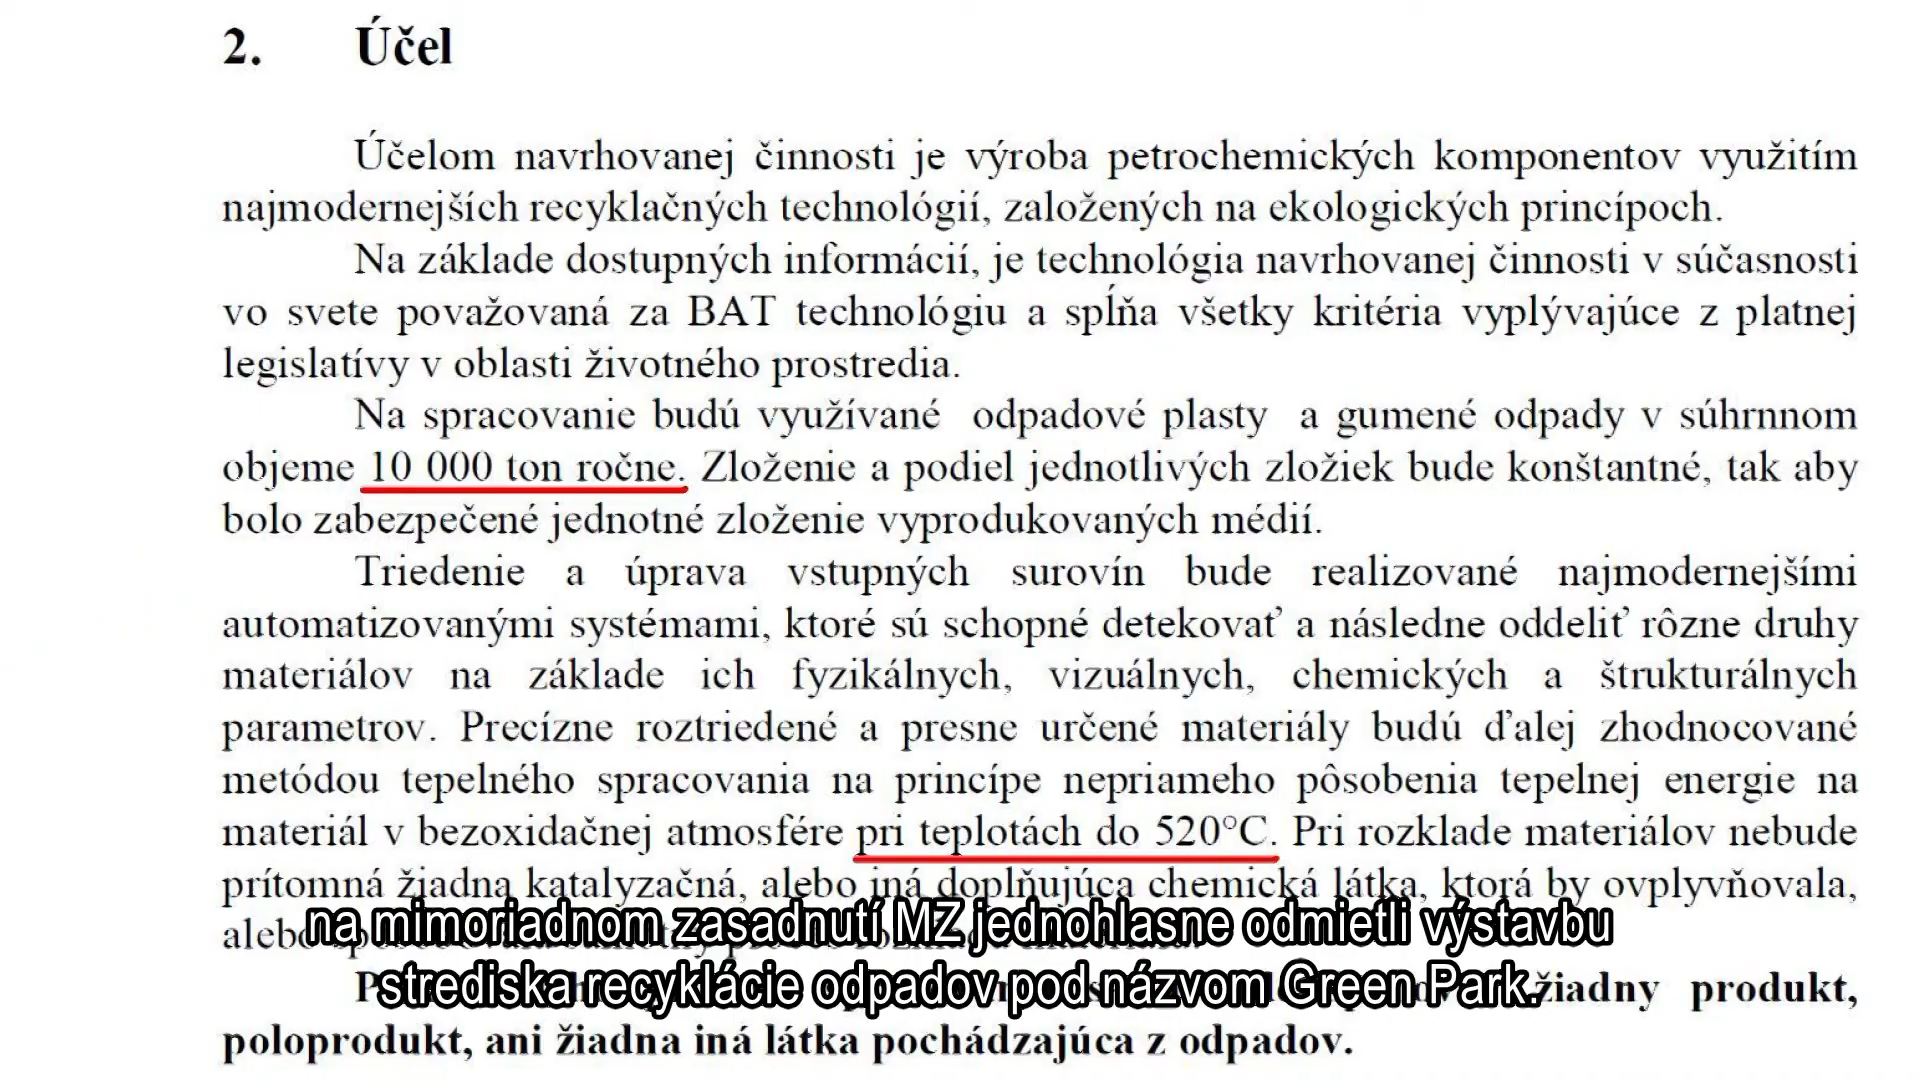 2. Účel
Účelom navrhovanej činnosti je výroba petrochemických komponentov využitím
najmodernejších recyklačných technológií, založených na ekologických princípoch.
Na základe dostupných informácií, je technológia navrhovanej činnosti v súčasnosti
vo svete považovaná za BAT technológiu a spĺňa všetky kritéria vyplývajúce z platnej
legislatívy v oblasti životného prostredia.
Na spracovanie budú využívané odpadové plasty a gumené odpady v súhrnnom
objeme 10 000 ton ročne. Zloženie a podiel jednotlivých zložiek bude konštantné, tak aby
bolo zabezpečené jednotné zloženie vyprodukovaných médií.
Triedenie a úprava vstupných surovín bude realizované najmodernejšími
automatizovanými systémami, ktoré sú schopné detekovať a následne oddeliť rôzne druhy
materiálov na základe ich fyzikálnych, vizuálnych, chemických a štrukturálnych
parametrov. Precízne roztriedené a presne určené materiály budú ďalej zhodnocované
metódou tepelného spracovania na princípe nepriameho pôsobenia tepelnej energie na
materiál v bezoxidačnej atmosfére pri teplotách do 520°C. Pri rozklade materiálov nebude
prítomná žiadna katalyzačná, alebo iná doplňujúca chemická látka, ktorá by ovplyvňovala,
alebo
na mimoriadnom zasadnutí MZ jednohlasne odmietli výstavbu
strediska recyklácie odpadov pod názvom Green Park.
žiadny produkt,
poloprodukt, ani žiadna iná látka pochádzajúca z odpadov.